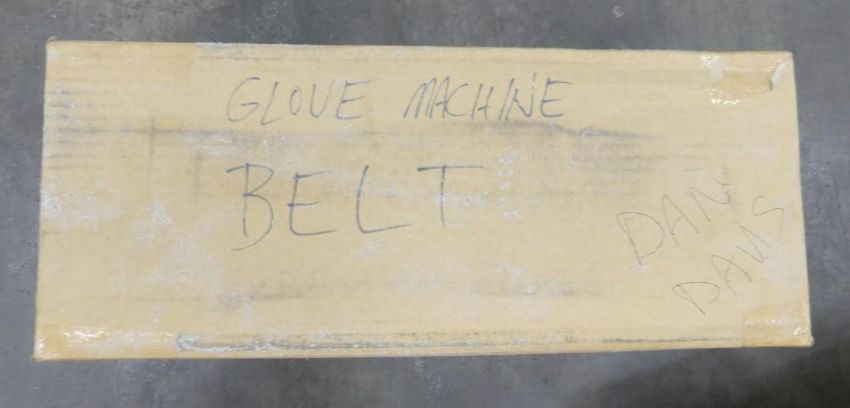 GLOVE MACHINE
BELT
DAN
DAVIS